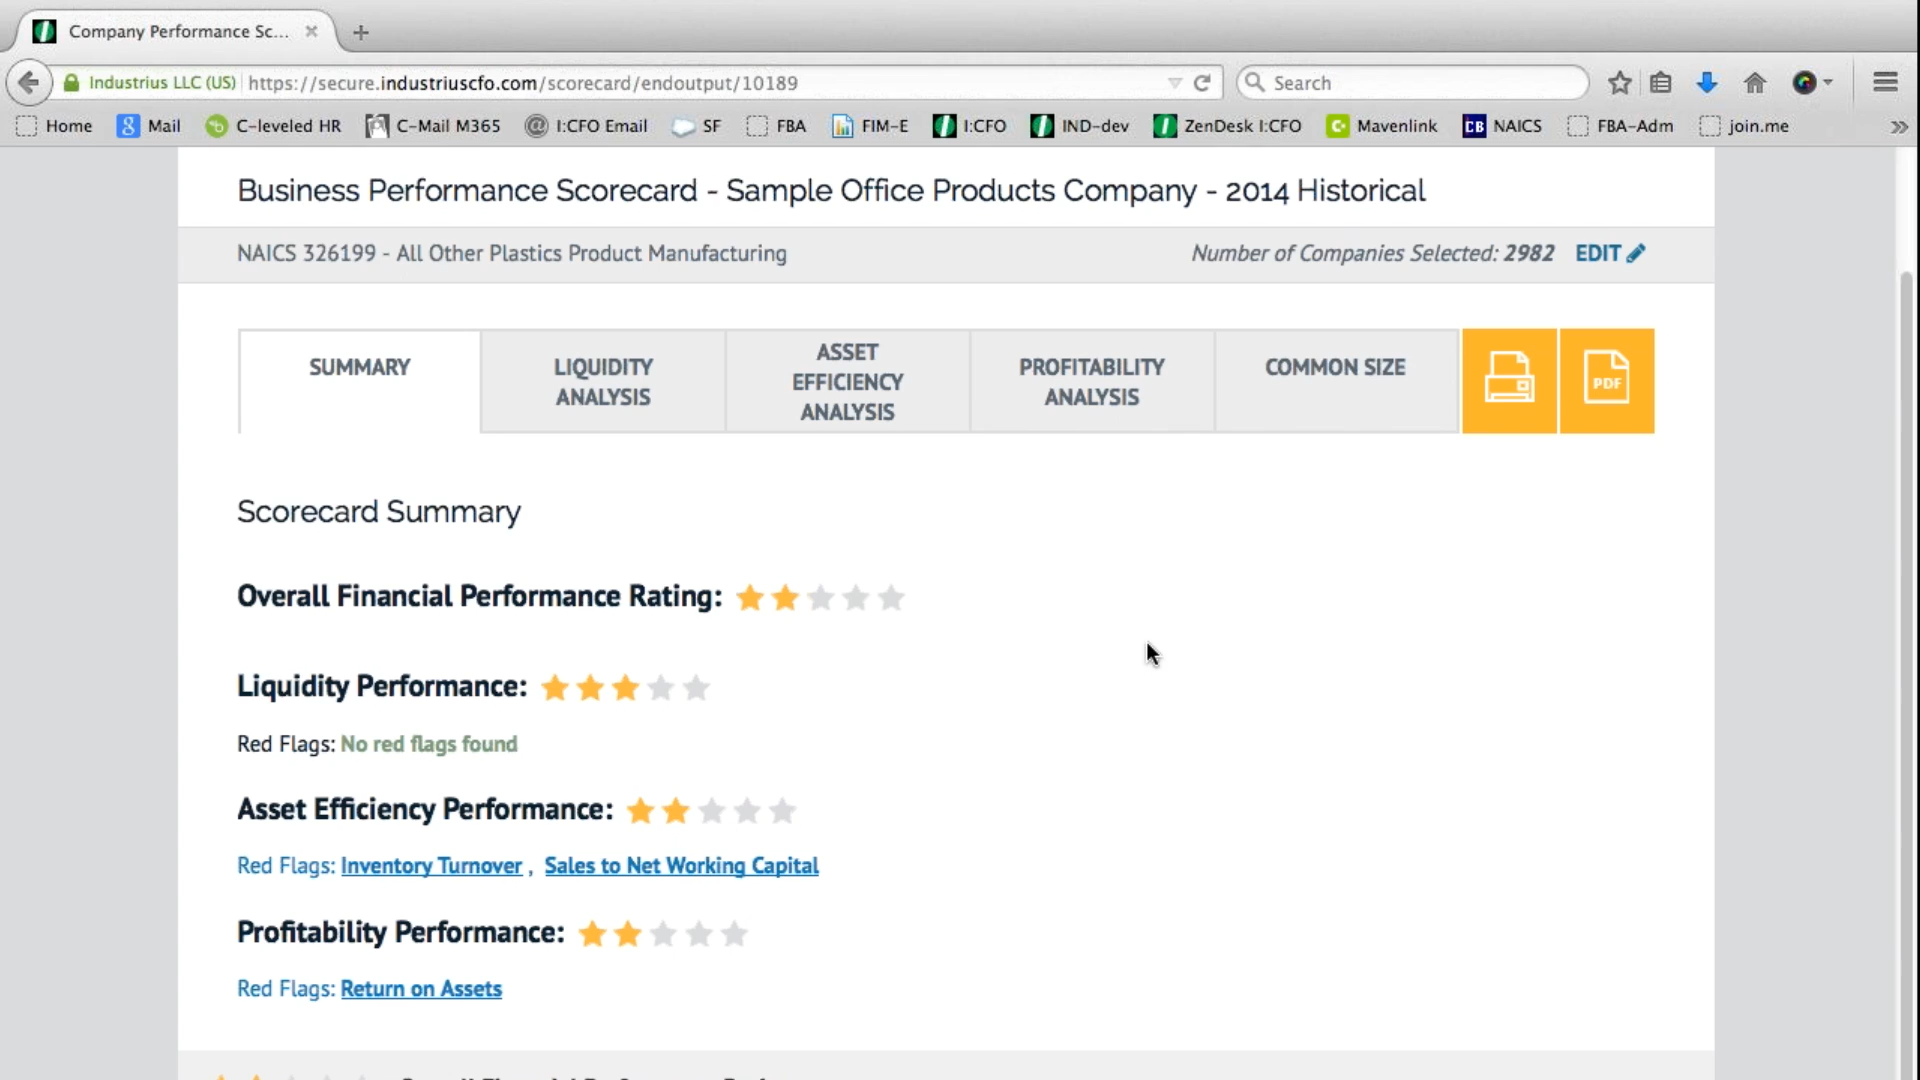 Company Performance Sc...
Industrius LLC (US) https://secure.industriuscfo.com/scorecard/endoutput/10189 Search
Home Mail C-leveled HR C-Mail M365 I:CFO Email SF FBA FIM-E I:CFO IND-dev ZenDesk I:CFO Mavenlink CB NAICS FBA-Adm join.me
Business Performance Scorecard - Sample Office Products Company - 2014 Historical
NAICS 326199 - All Other Plastics Product Manufacturing Number of Companies Selected: 2982 EDIT
SUMMARY
LIQUIDITY
ANALYSIS
ASSET
EFFICIENCY
ANALYSIS
PROFITABILITY
ANALYSIS
COMMON SIZE
PDF
Scorecard Summary
Overall Financial Performance Rating:
Liquidity Performance:
Red Flags: No red flags found
Asset Efficiency Performance:
Red Flags: Inventory Turnover , Sales to Net Working Capital
Profitability Performance:
Red Flags: Return on Assets